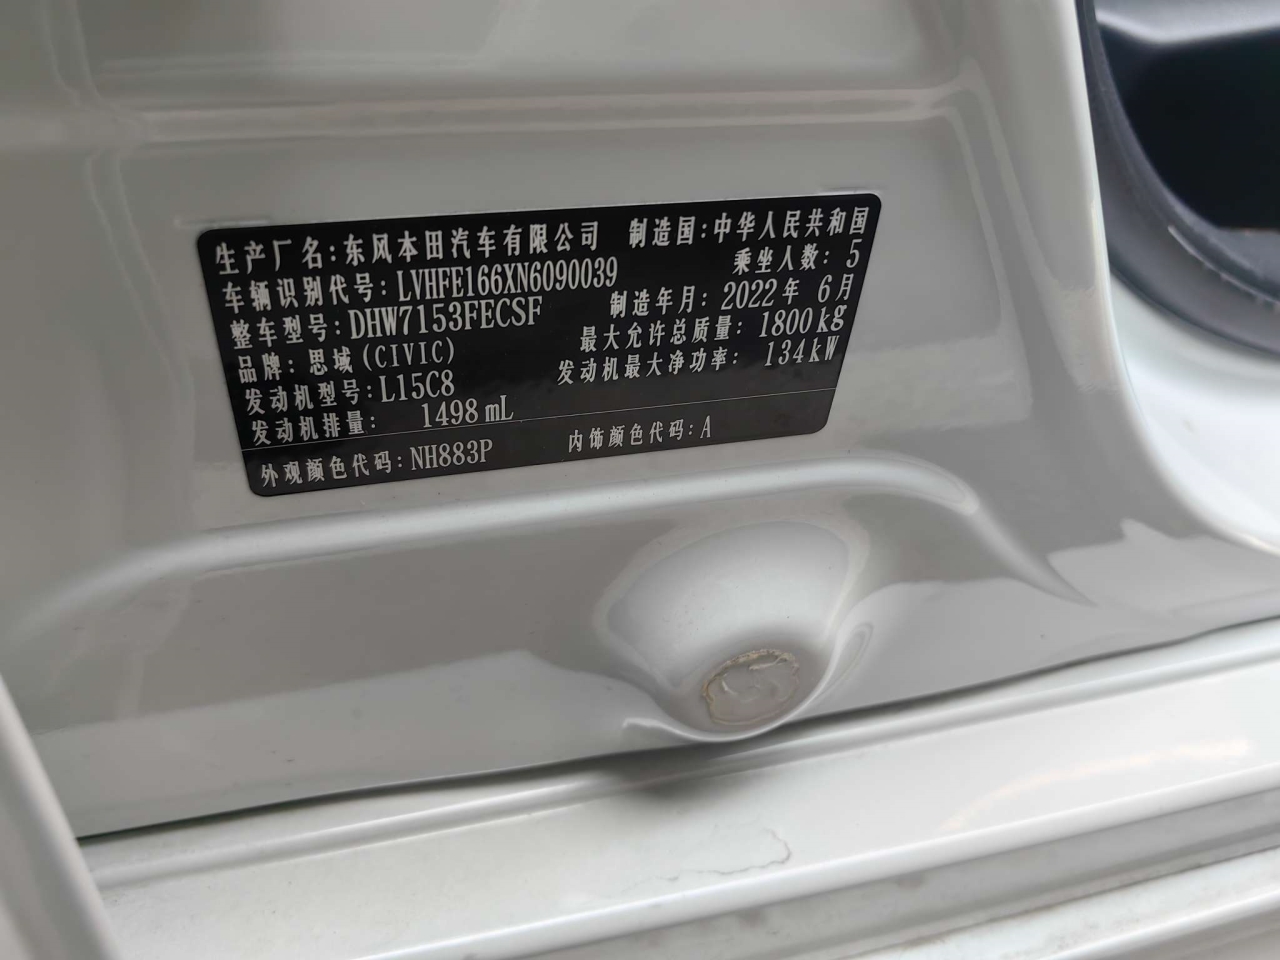 生产厂名:东风本田汽车有限公司 制造国:中华人民共和国
车辆识别代号:LVHFE166XN6090039 乘坐人数:5
整车型号:DHW7153FECSF 制造年月:2022年6月
品牌:思域(CIVIC) 最大允许总质量:1800kg
发动机型号:L15C8 发动机最大净功率:134kW
发动机排量:1498mL
外观颜色代码:NH883P 内饰颜色代码:A